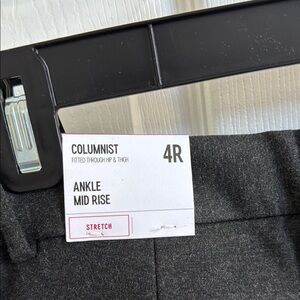 COLUMNIST
4R
FITTED THROUGH HIP & THIGH
ANKLE
MID RISE
STRETCH